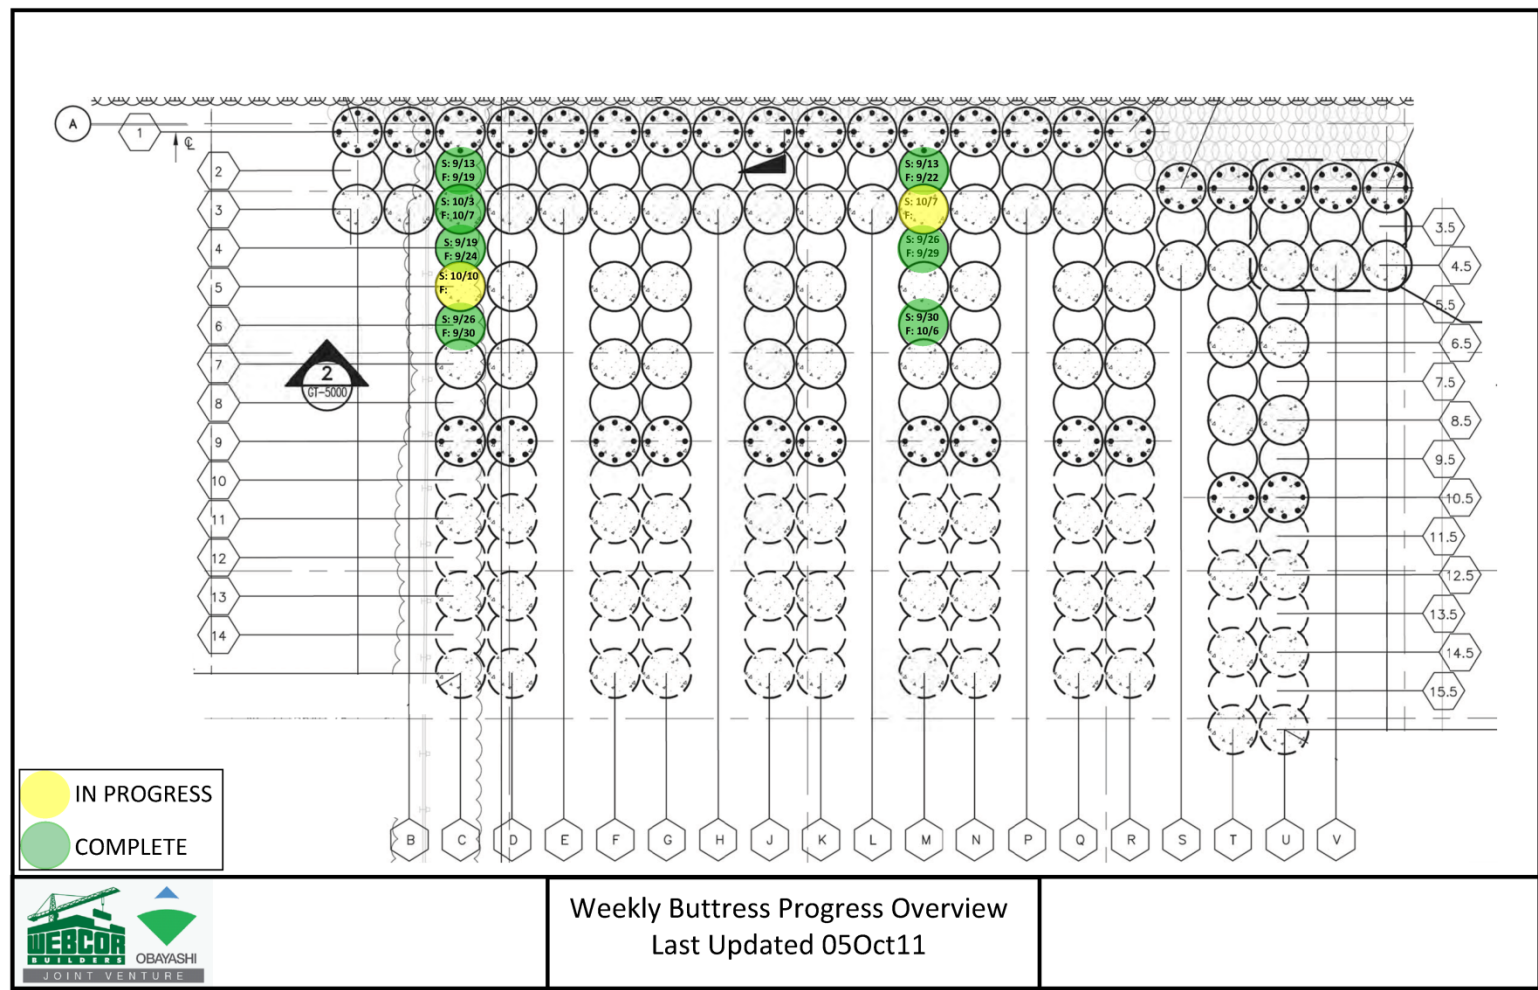 A
1
℄
2
S: 9/13
F: 9/19
S: 9/13
F: 9/22
3
S: 10/3
F: 10/7
S: 10/7
F:
3.5
4
S: 9/19
F: 9/24
S: 9/26
F: 9/29
4.5
5
S: 10/10
F:
5.5
6
S: 9/26
F: 9/30
S: 9/30
F: 10/6
6.5
7
2
GT-5000
7.5
8
8.5
9
9.5
10
10.5
11
11.5
12
12.5
13
13.5
14
14.5
15.5
IN PROGRESS
COMPLETE
B C D E F G H J K L M N P Q R S T U V
WEBCOR
BUILDERS
OBAYASHI
JOINT VENTURE
Weekly Buttress Progress Overview
Last Updated 05Oct11